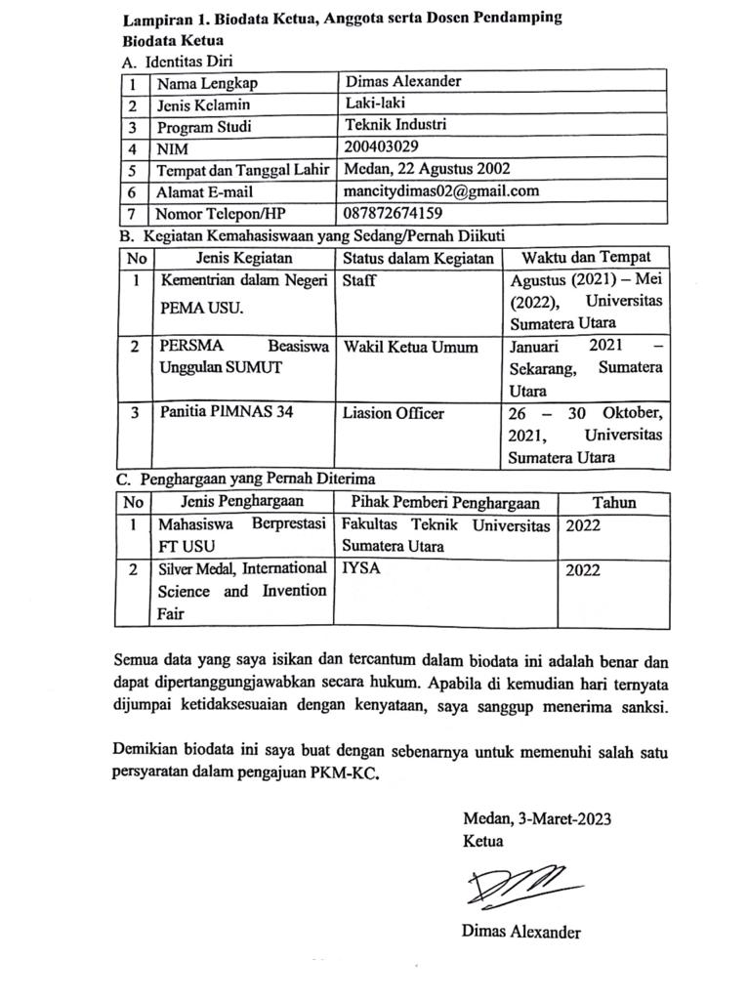 Lampiran 1. Biodata Ketua, Anggota serta Dosen Pendamping
Biodata Ketua
A. Identitas Diri
1 Nama Lengkap Dimas Alexander
2 Jenis Kelamin Laki-laki
3 Program Studi Teknik Industri
4 NIM 200403029
5 Tempat dan Tanggal Lahir Medan, 22 Agustus 2002
6 Alamat E-mail mancitydimas02@gmail.com
7 Nomor Telepon/HP 087872674159
B. Kegiatan Kemahasiswaan yang Sedang/Pernah Diikuti
No Jenis Kegiatan Status dalam Kegiatan Waktu dan Tempat
1 Kementrian dalam Negeri Staff Agustus (2021) – Mei
PEMA USU. (2022), Universitas
Sumatera Utara
2 PERSMA Beasiswa Wakil Ketua Umum Januari 2021 –
Unggulan SUMUT Sekarang, Sumatera
Utara
3 Panitia PIMNAS 34 Liasion Officer 26 – 30 Oktober,
2021, Universitas
Sumatera Utara
C. Penghargaan yang Pernah Diterima
No Jenis Penghargaan Pihak Pemberi Penghargaan Tahun
1 Mahasiswa Berprestasi Fakultas Teknik Universitas 2022
FT USU Sumatera Utara
2 Silver Medal, International IYSA 2022
Science and Invention
Fair
Semua data yang saya isikan dan tercantum dalam biodata ini adalah benar dan
dapat dipertanggungjawabkan secara hukum. Apabila di kemudian hari ternyata
dijumpai ketidaksesuaian dengan kenyataan, saya sanggup menerima sanksi.
Demikian biodata ini saya buat dengan sebenarnya untuk memenuhi salah satu
persyaratan dalam pengajuan PKM-KC.
Medan, 3-Maret-2023
Ketua
Dimas Alexander